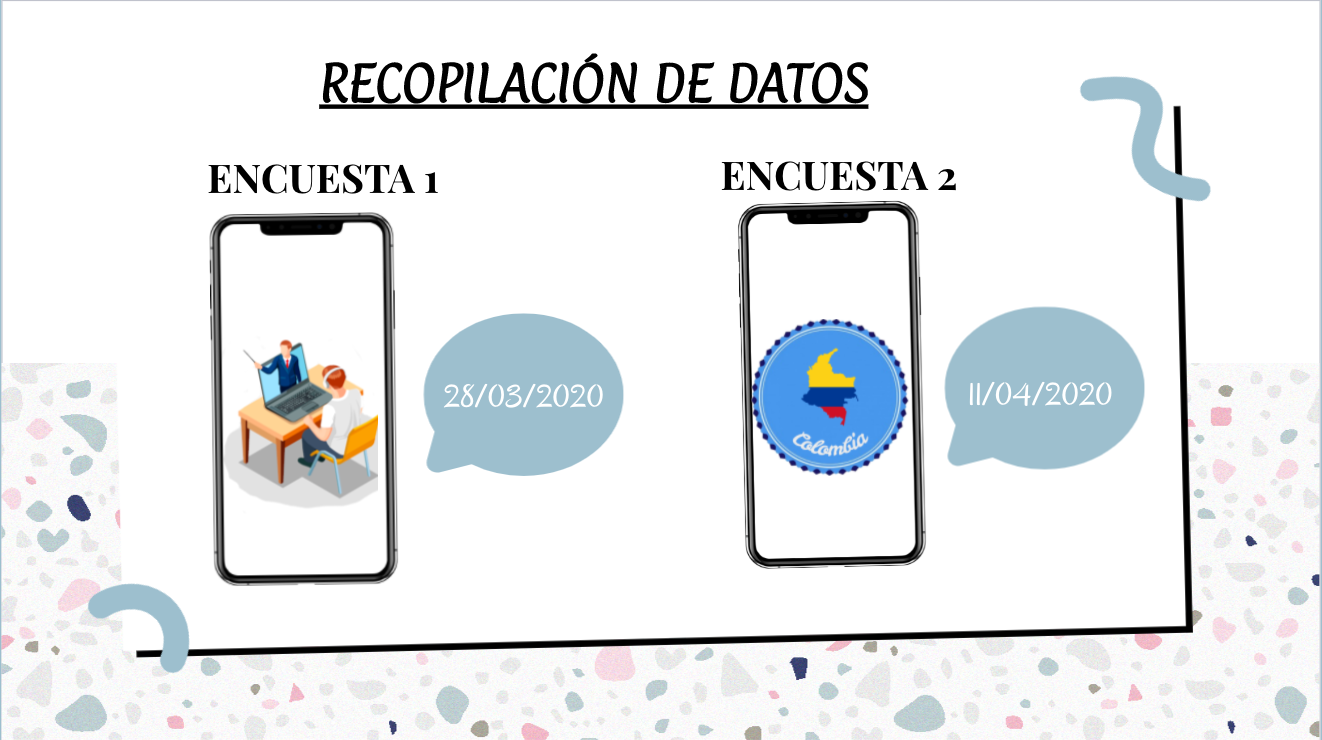 RECOPILACIÓN DE DATOS
ENCUESTA 1
ENCUESTA 2
28/03/2020
Colombia
11/04/2020